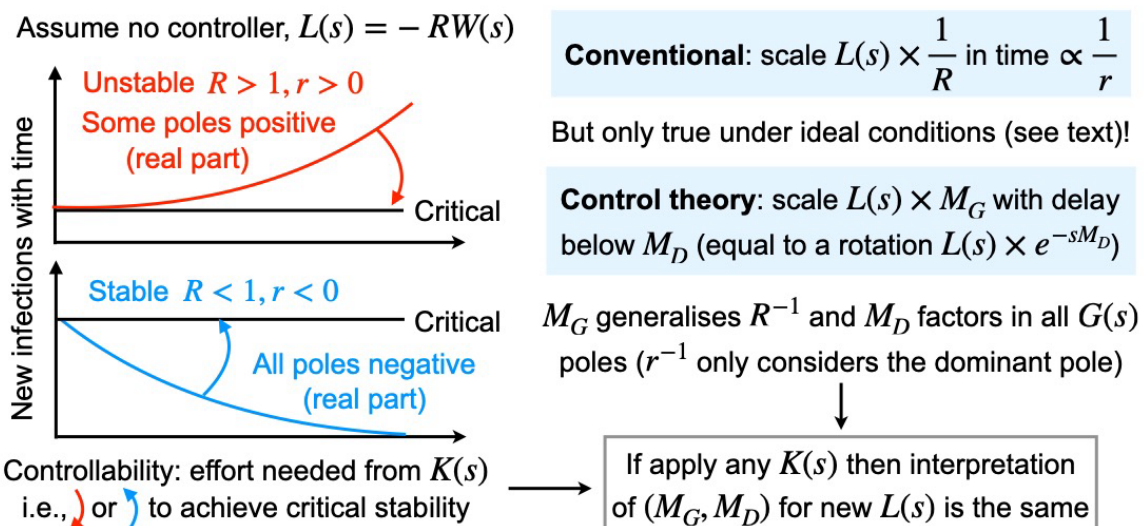 Assume no controller, L(s) = − RW(s)
New infections with time
Unstable R > 1, r > 0
Some poles positive
(real part)
Critical
Stable R < 1, r < 0
Critical
All poles negative
(real part)
Controllability: effort needed from K(s)
i.e., or to achieve critical stability
Conventional: scale L(s) × 1/R in time ∝ 1/r
But only true under ideal conditions (see text)!
Control theory: scale L(s) × M_G with delay
below M_D (equal to a rotation L(s) × e^{−sM_D})
M_G generalises R^{−1} and M_D factors in all G(s)
poles (r^{−1} only considers the dominant pole)
If apply any K(s) then interpretation
of (M_G, M_D) for new L(s) is the same